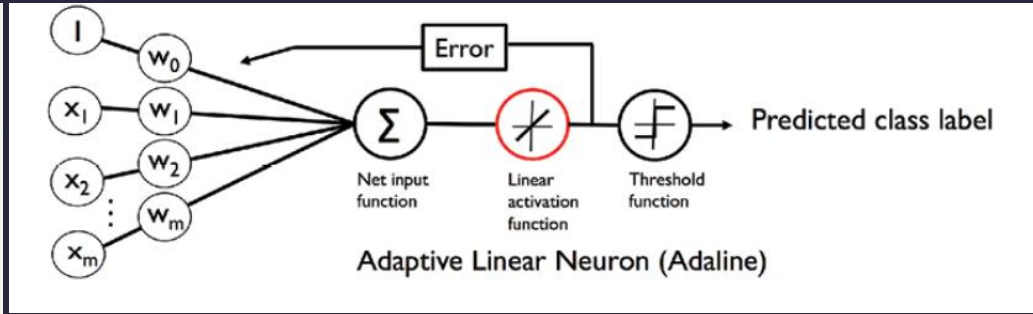 1
w0
Error
x1
w1
Σ
Predicted class label
x2
w2
⋮
wm
xm
Net input
function
Linear
activation
function
Threshold
function
Adaptive Linear Neuron (Adaline)